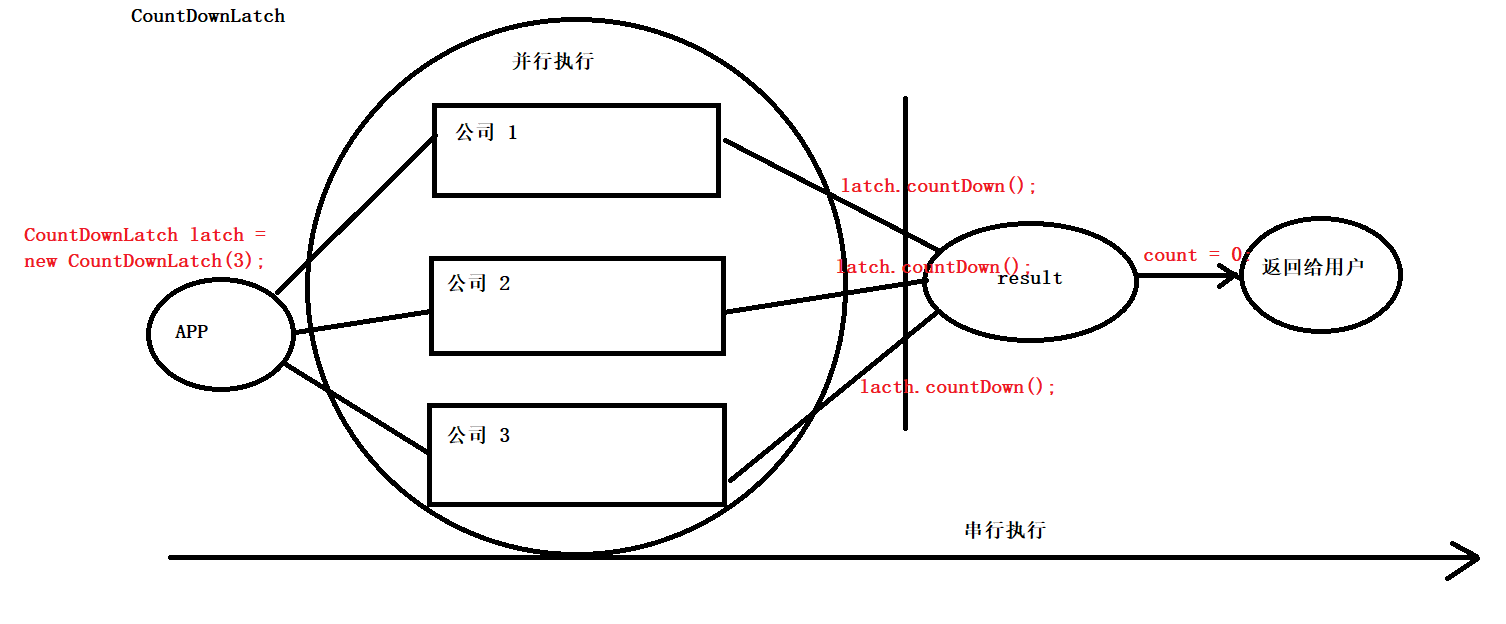 CountDownLatch
并行执行
公司 1
latch.countDown();
CountDownLatch latch =
new CountDownLatch(3);
公司 2
latch.countDown();
result
count = 0;
返回给用户
APP
lacth.countDown();
公司 3
串行执行